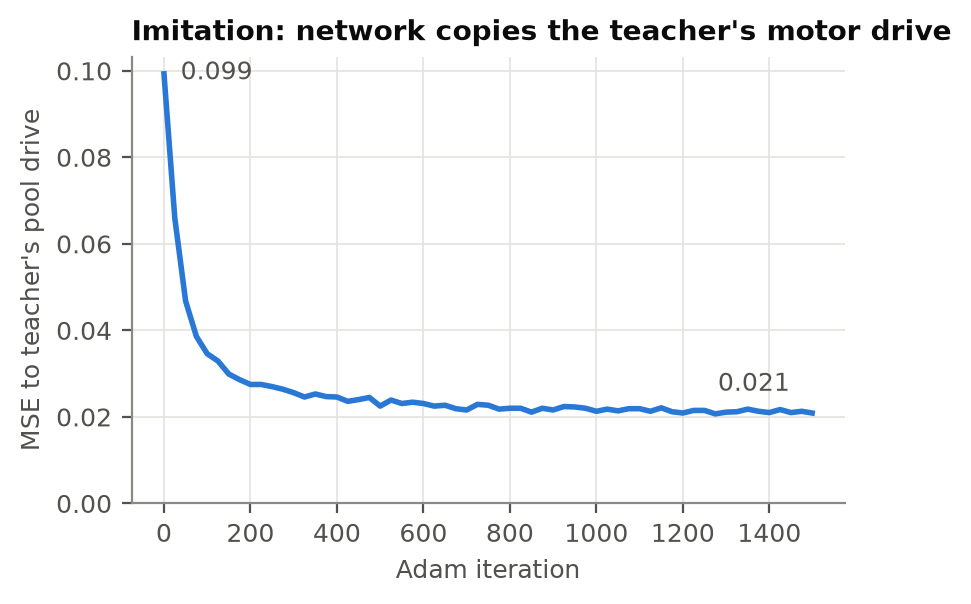 Imitation: network copies the teacher's motor drive
MSE to teacher's pool drive
0.10
0.08
0.06
0.04
0.02
0.00
0.099
0.021
0 200 400 600 800 1000 1200 1400
Adam iteration